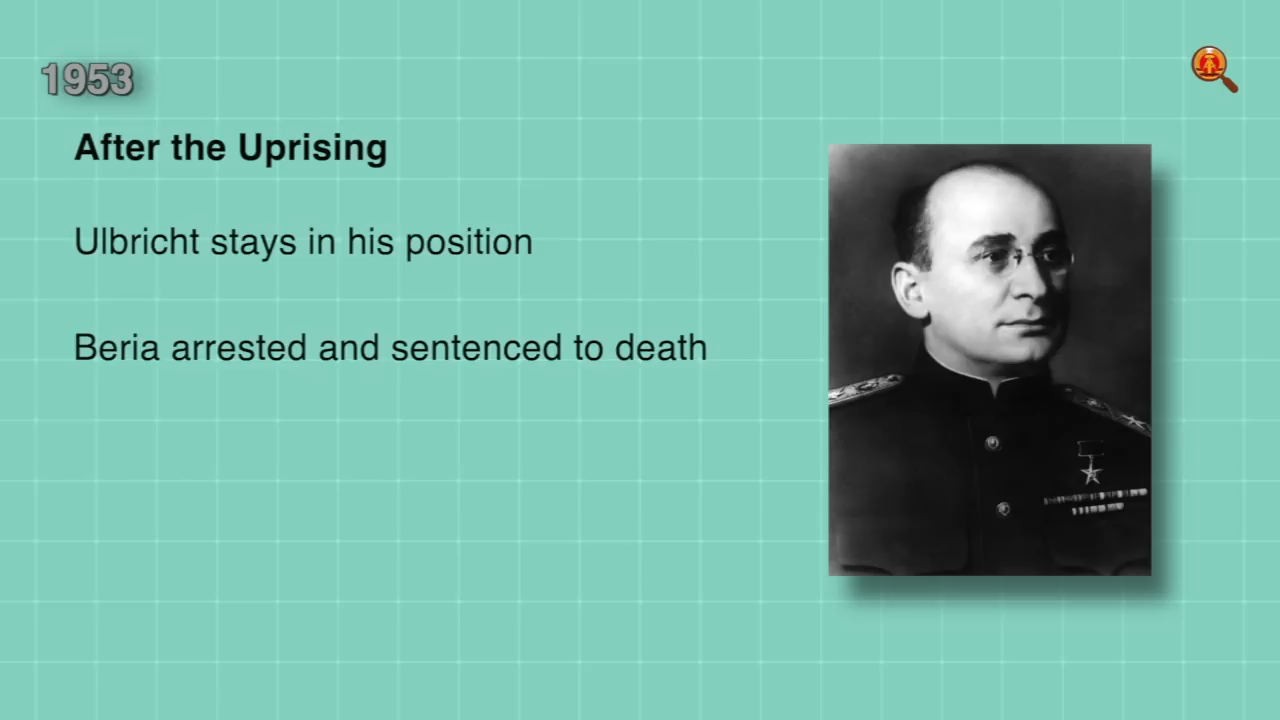 1953
After the Uprising
Ulbricht stays in his position
Beria arrested and sentenced to death